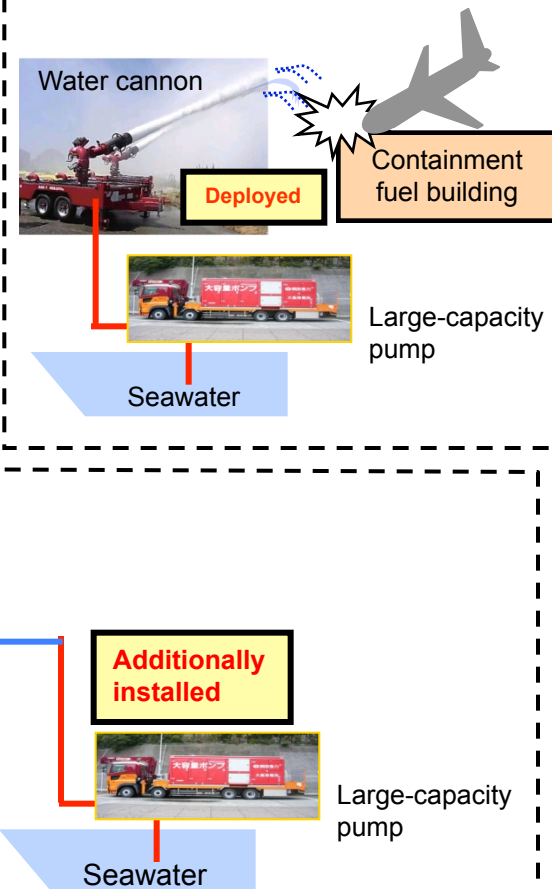 Water cannon
Deployed
Containment
fuel building
大容量ポンプ
Large-capacity
pump
Seawater
Additionally
installed
大容量ポンプ
Large-capacity
pump
Seawater